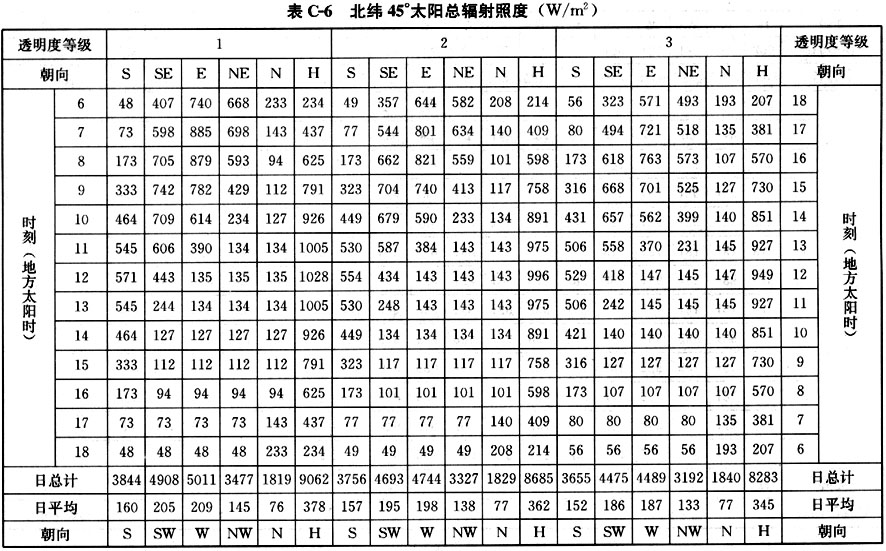 表 C-6 北纬 45°太阳总辐射照度（W/m²）
透明度等级 1 2 3 透明度等级
朝向 S SE E NE N H S SE E NE N H S SE E NE N H 朝向
时刻(地方太阳时) 6 48 407 740 668 233 234 49 357 644 582 208 214 56 323 571 493 193 207 18 时刻(地方太阳时)
7 73 598 885 698 143 437 77 544 801 634 140 409 80 494 721 518 135 381 17
8 173 705 879 593 94 625 173 662 821 559 101 598 173 618 763 573 107 570 16
9 333 742 782 429 112 791 323 704 740 413 117 758 316 668 701 525 127 730 15
10 464 709 614 234 127 926 449 679 590 233 134 891 431 657 562 399 140 851 14
11 545 606 390 134 134 1005 530 587 384 143 143 975 506 558 370 231 145 927 13
12 571 443 135 135 135 1028 554 434 143 143 143 996 529 418 147 145 147 949 12
13 545 244 134 134 134 1005 530 248 143 143 143 975 506 242 145 145 145 927 11
14 464 127 127 127 127 926 449 134 134 134 134 891 421 140 140 140 140 851 10
15 333 112 112 112 112 791 323 117 117 117 117 758 316 127 127 127 127 730 9
16 173 94 94 94 94 625 173 101 101 101 101 598 173 107 107 107 107 570 8
17 73 73 73 73 143 437 77 77 77 77 140 409 80 80 80 80 135 381 7
18 48 48 48 48 233 234 49 49 49 49 208 214 56 56 56 56 193 207 6
日总计 3844 4908 5011 3477 1819 9062 3756 4693 4744 3327 1829 8685 3655 4475 4489 3192 1840 8283 日总计
日平均 160 205 209 145 76 378 157 195 198 138 77 362 152 186 187 133 77 345 日平均
朝向 S SW W NW N H S SW W NW N H S SW W NW N H 朝向